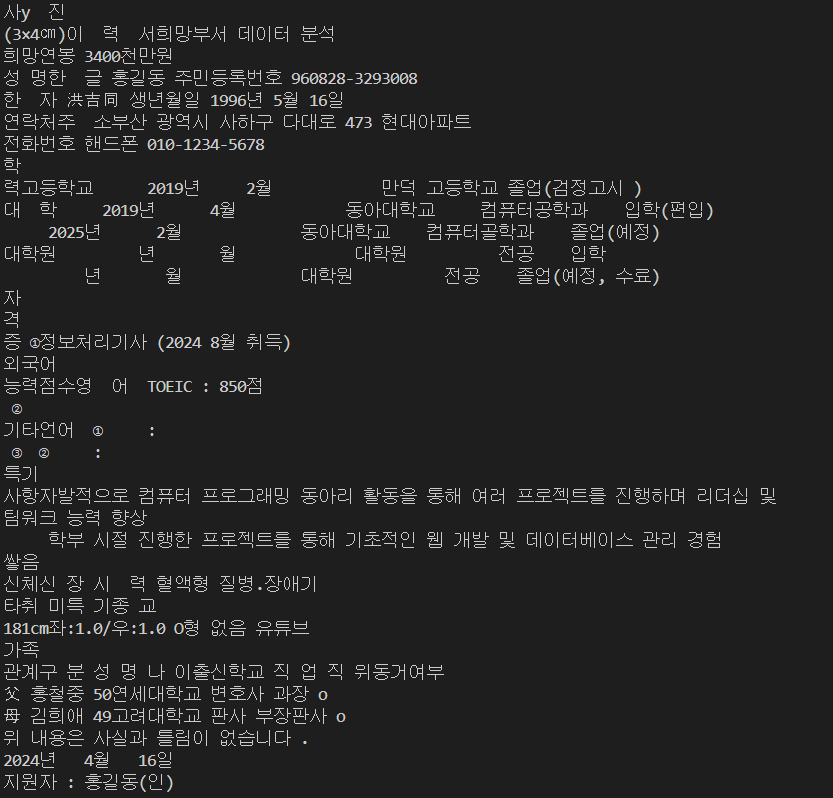 사y  진
(3x4㎝)이  력  서희망부서 데이터 분석
희망연봉 3400천만원
성 명한  글 홍길동 주민등록번호 960828-3293008
한  자 洪吉同 생년월일 1996년 5월 16일
연락처주  소부산 광역시 사하구 다대로 473 현대아파트
전화번호 핸드폰 010-1234-5678
학
력고등학교      2019년     2월            만덕 고등학교 졸업(검정고시 )
대  학     2019년      4월            동아대학교     컴퓨터공학과    입학(편입)
     2025년      2월             동아대학교    컴퓨터골학과    졸업(예정)
대학원         년       월             대학원          전공    입학
         년       월             대학원          전공    졸업(예정, 수료)
자
격
증 ①정보처리기사 (2024 8월 취득)
외국어
능력점수영  어  TOEIC : 850점
 ②
기타언어  ①     :
 ③  ②     :
특기
사항자발적으로 컴퓨터 프로그래밍 동아리 활동을 통해 여러 프로젝트를 진행하며 리더십 및
팀워크 능력 향상
     학부 시절 진행한 프로젝트를 통해 기초적인 웹 개발 및 데이터베이스 관리 경험
쌓음
신체신 장 시  력 혈액형 질병.장애기
타취 미특 기종 교
181cm좌:1.0/우:1.0 O형 없음 유튜브
가족
관계구 분 성 명 나 이출신학교 직 업 직 위동거여부
父 홍철중 50연세대학교 변호사 과장 o
母 김희애 49고려대학교 판사 부장판사 o
위 내용은 사실과 틀림이 없습니다 .
2024년   4월   16일
지원자 : 홍길동(인)